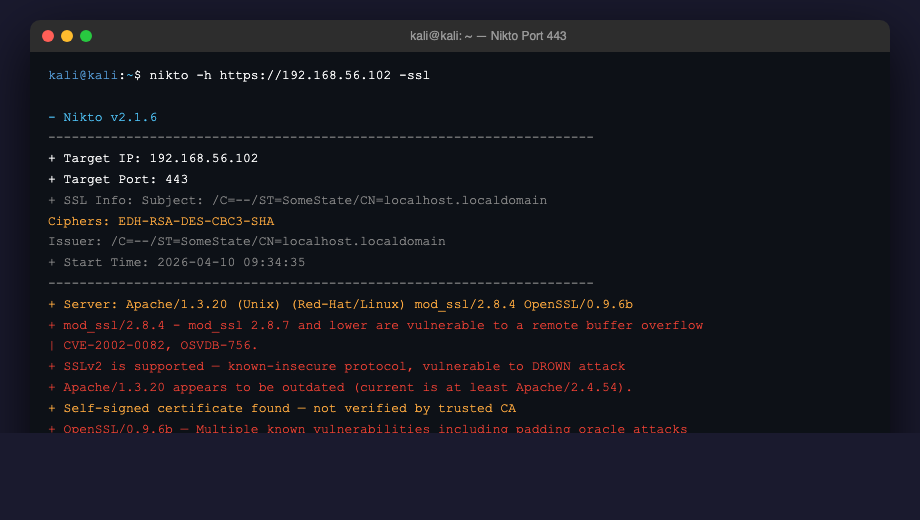 kali@kali: ~ — Nikto Port 443
kali@kali:~$ nikto -h https://192.168.56.102 -ssl
- Nikto v2.1.6
-----------------------------------------------------------------------
+ Target IP: 192.168.56.102
+ Target Port: 443
+ SSL Info: Subject: /C=--/ST=SomeState/CN=localhost.localdomain
Ciphers: EDH-RSA-DES-CBC3-SHA
Issuer: /C=--/ST=SomeState/CN=localhost.localdomain
+ Start Time: 2026-04-10 09:34:35
-----------------------------------------------------------------------
+ Server: Apache/1.3.20 (Unix) (Red-Hat/Linux) mod_ssl/2.8.4 OpenSSL/0.9.6b
+ mod_ssl/2.8.4 - mod_ssl 2.8.7 and lower are vulnerable to a remote buffer overflow
| CVE-2002-0082, OSVDB-756.
+ SSLv2 is supported — known-insecure protocol, vulnerable to DROWN attack
+ Apache/1.3.20 appears to be outdated (current is at least Apache/2.4.54).
+ Self-signed certificate found — not verified by trusted CA
+ OpenSSL/0.9.6b — Multiple known vulnerabilities including padding oracle attacks